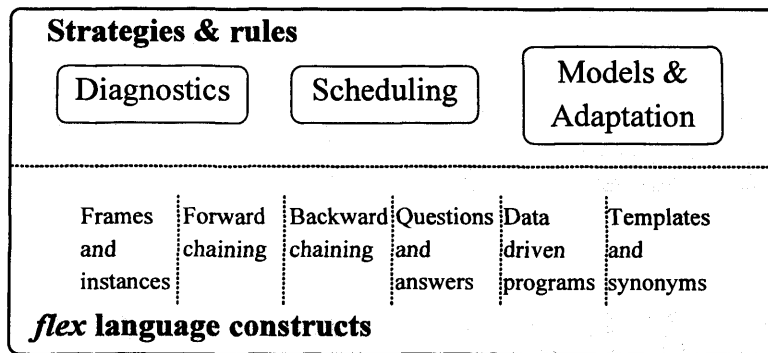 Strategies & rules
Diagnostics
Scheduling
Models &
Adaptation
Frames
and
instances
Forward
chaining
Backward
chaining
Questions
and
answers
Data
driven
programs
Templates
and
synonyms
flex language constructs